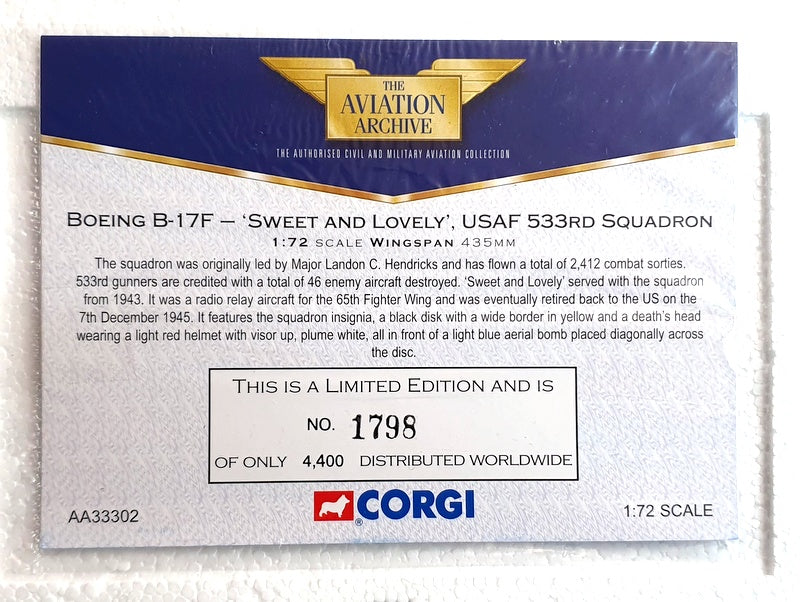 THE
AVIATION
ARCHIVE
THE AUTHORISED CIVIL AND MILITARY AVIATION COLLECTION
BOEING B-17F – ‘SWEET AND LOVELY’, USAF 533RD SQUADRON
1:72 SCALE WINGSPAN 435MM
The squadron was originally led by Major Landon C. Hendricks and has flown a total of 2,412 combat sorties.
533rd gunners are credited with a total of 46 enemy aircraft destroyed. ‘Sweet and Lovely’ served with the squadron
from 1943. It was a radio relay aircraft for the 65th Fighter Wing and was eventually retired back to the US on the
7th December 1945. It features the squadron insignia, a black disk with a wide border in yellow and a death's head
wearing a light red helmet with visor up, plume white, all in front of a light blue aerial bomb placed diagonally across
the disc.
THIS IS A LIMITED EDITION AND IS
NO. 1798
OF ONLY 4,400 DISTRIBUTED WORLDWIDE
AA33302
® CORGI
1:72 SCALE